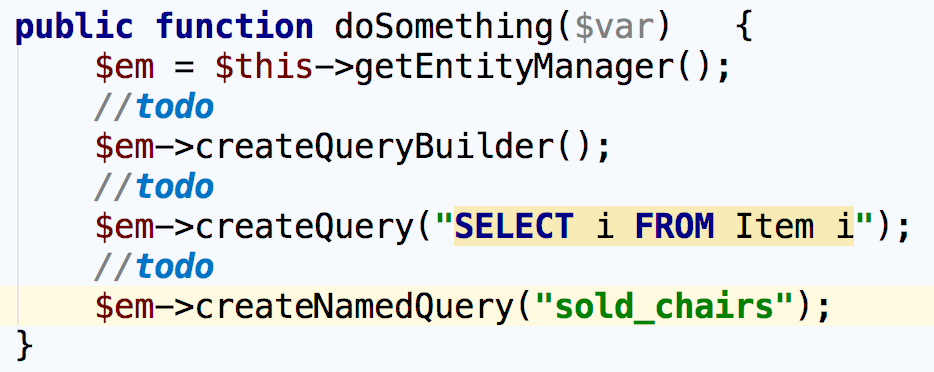 public function doSomething($var)   {
    $em = $this->getEntityManager();
    //todo
    $em->createQueryBuilder();
    //todo
    $em->createQuery("SELECT i FROM Item i");
    //todo
    $em->createNamedQuery("sold_chairs");
}